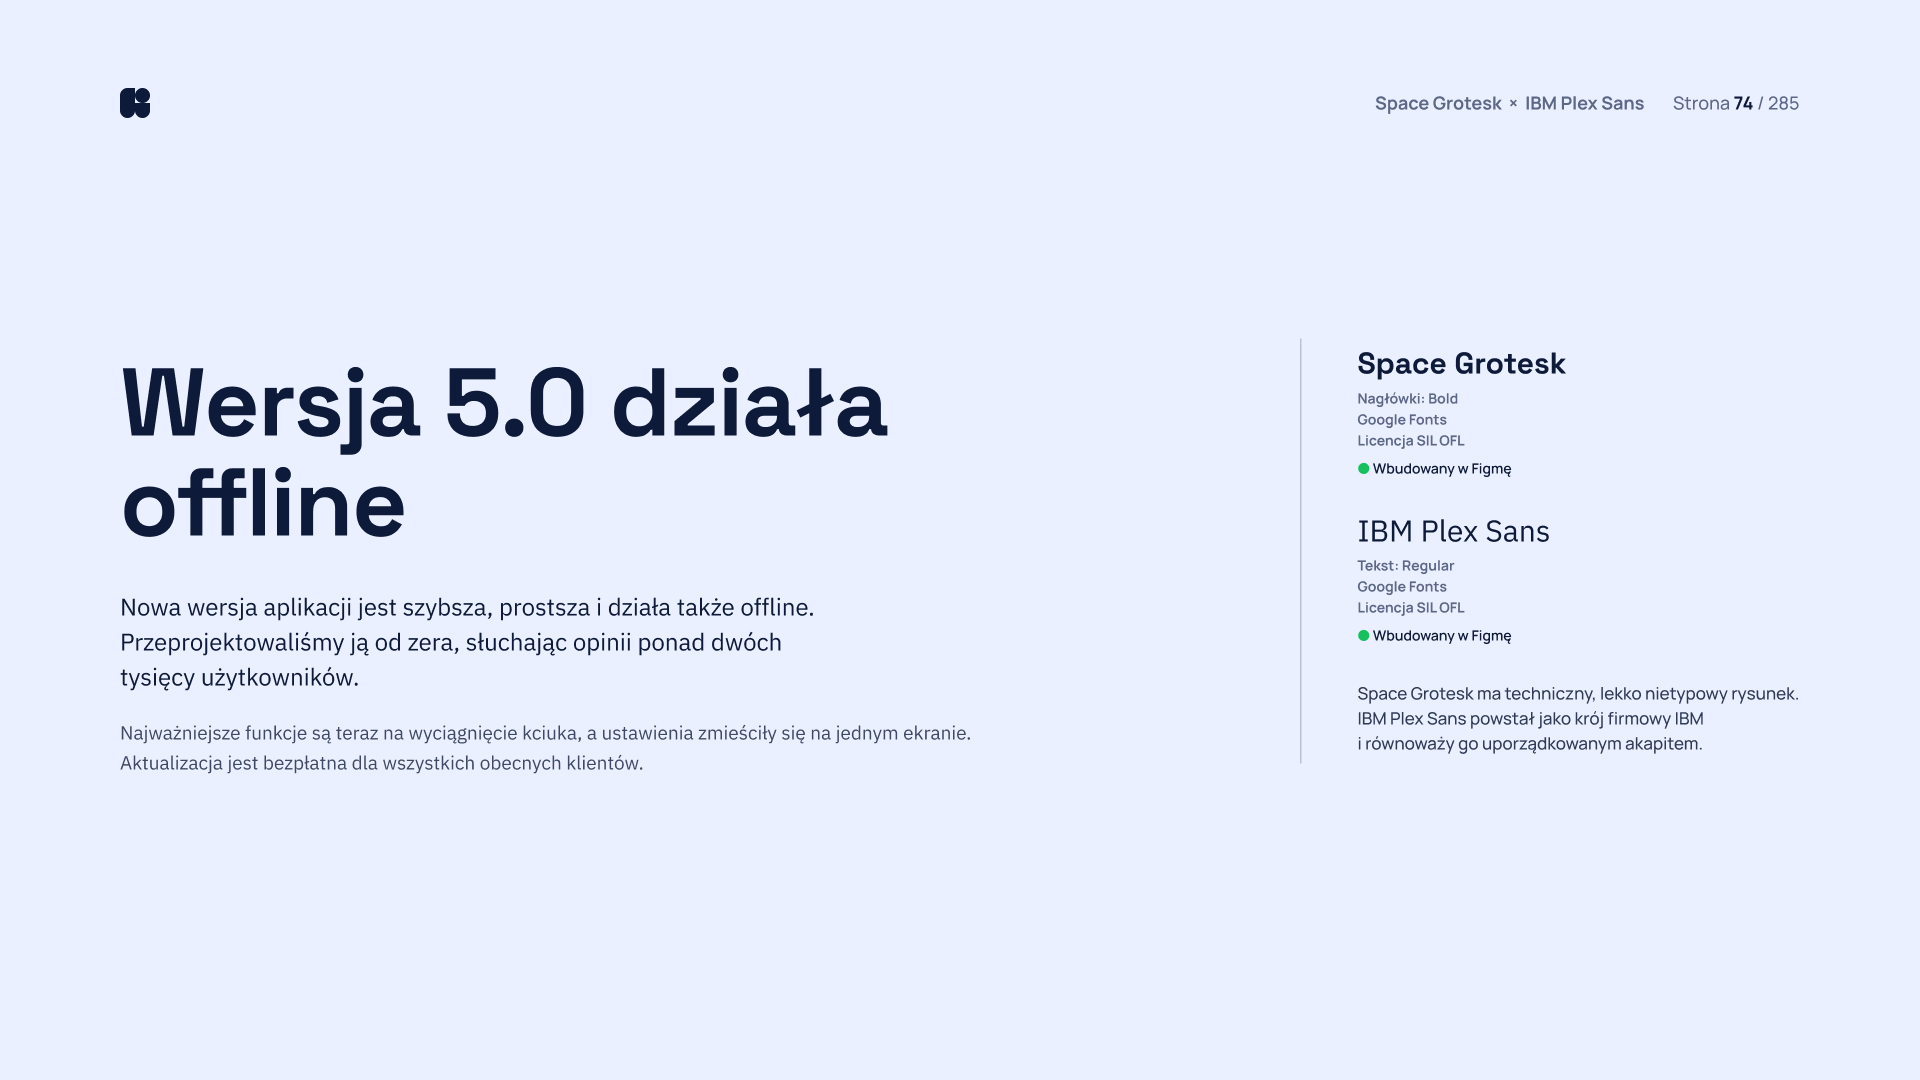 Space Grotesk × IBM Plex Sans
Strona 74 / 285
Wersja 5.0 działa
offline
Nowa wersja aplikacji jest szybsza, prostsza i działa także offline.
Przeprojektowaliśmy ją od zera, słuchając opinii ponad dwóch
tysięcy użytkowników.
Najważniejsze funkcje są teraz na wyciągnięcie kciuka, a ustawienia zmieściły się na jednym ekranie.
Aktualizacja jest bezpłatna dla wszystkich obecnych klientów.
Space Grotesk
Nagłówki: Bold
Google Fonts
Licencja SIL OFL
Wbudowany w Figmę
IBM Plex Sans
Tekst: Regular
Google Fonts
Licencja SIL OFL
Wbudowany w Figmę
Space Grotesk ma techniczny, lekko nietypowy rysunek.
IBM Plex Sans powstał jako krój firmowy IBM
i równoważy go uporządkowanym akapitem.